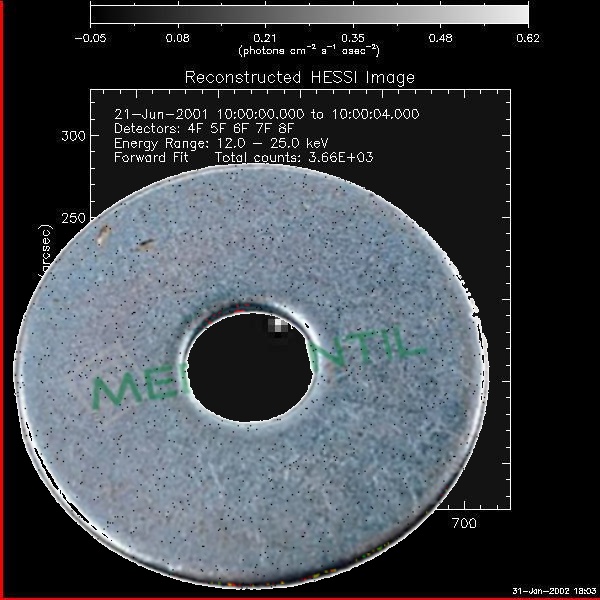 -0.05 0.08 0.21 0.35 0.48 0.62
(photons cm⁻² s⁻¹ asec⁻²)
Reconstructed HESSI Image
21-Jun-2001 10:00:00.000 to 10:00:04.000
Detectors: 4F 5F 6F 7F 8F
Energy Range: 12.0 - 25.0 keV
Forward Fit Total counts: 3.66E+03
300
250
700
31-Jan-2002 18:03